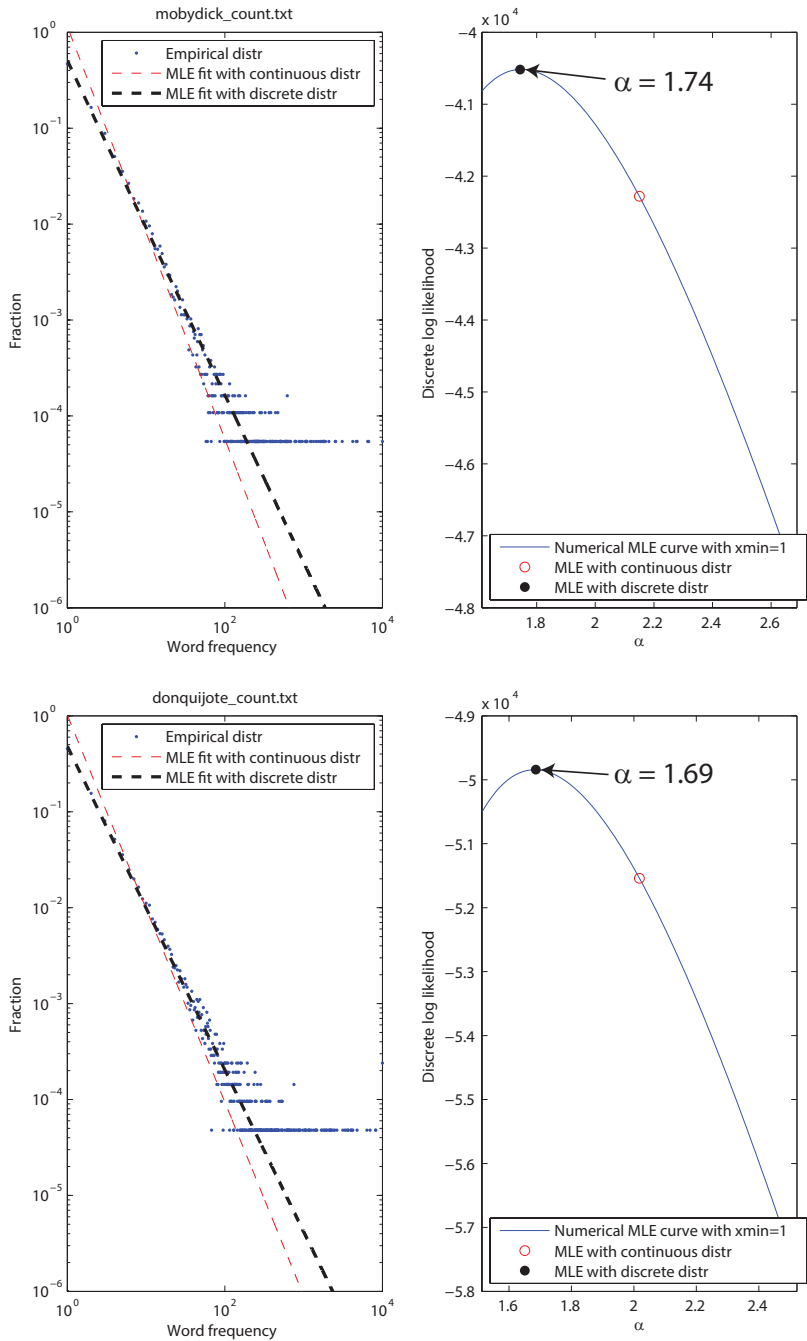 mobydick_count.txt
10^0
10^-1
10^-2
10^-3
10^-4
10^-5
10^-6
Fraction
10^0
10^2
10^4
Word frequency
Empirical distr
MLE fit with continuous distr
MLE fit with discrete distr
x 10^4
−4
−4.1
−4.2
−4.3
−4.4
−4.5
−4.6
−4.7
−4.8
Discrete log likelihood
1.8
2
2.2
2.4
2.6
α
α = 1.74
Numerical MLE curve with xmin=1
MLE with continuous distr
MLE with discrete distr
donquijote_count.txt
10^0
10^-1
10^-2
10^-3
10^-4
10^-5
10^-6
Fraction
10^0
10^2
10^4
Word frequency
Empirical distr
MLE fit with continuous distr
MLE fit with discrete distr
x 10^4
−4.9
−5
−5.1
−5.2
−5.3
−5.4
−5.5
−5.6
−5.7
−5.8
Discrete log likelihood
1.6
1.8
2
2.2
2.4
α
α = 1.69
Numerical MLE curve with xmin=1
MLE with continuous distr
MLE with discrete distr